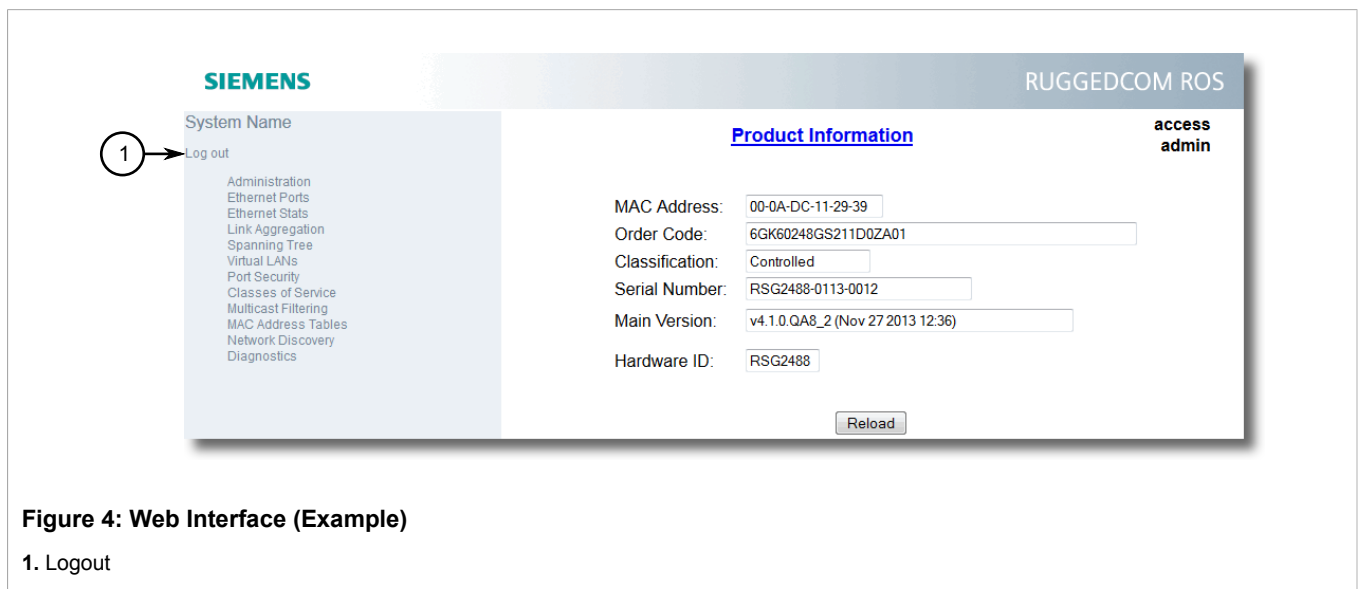 SIEMENS
RUGGEDCOM ROS
System Name
1
Log out
Administration
Ethernet Ports
Ethernet Stats
Link Aggregation
Spanning Tree
Virtual LANs
Port Security
Classes of Service
Multicast Filtering
MAC Address Tables
Network Discovery
Diagnostics
Product Information
access
admin
MAC Address: 00-0A-DC-11-29-39
Order Code: 6GK60248GS211D0ZA01
Classification: Controlled
Serial Number: RSG2488-0113-0012
Main Version: v4.1.0.QA8_2 (Nov 27 2013 12:36)
Hardware ID: RSG2488
Reload
Figure 4: Web Interface (Example)
1. Logout